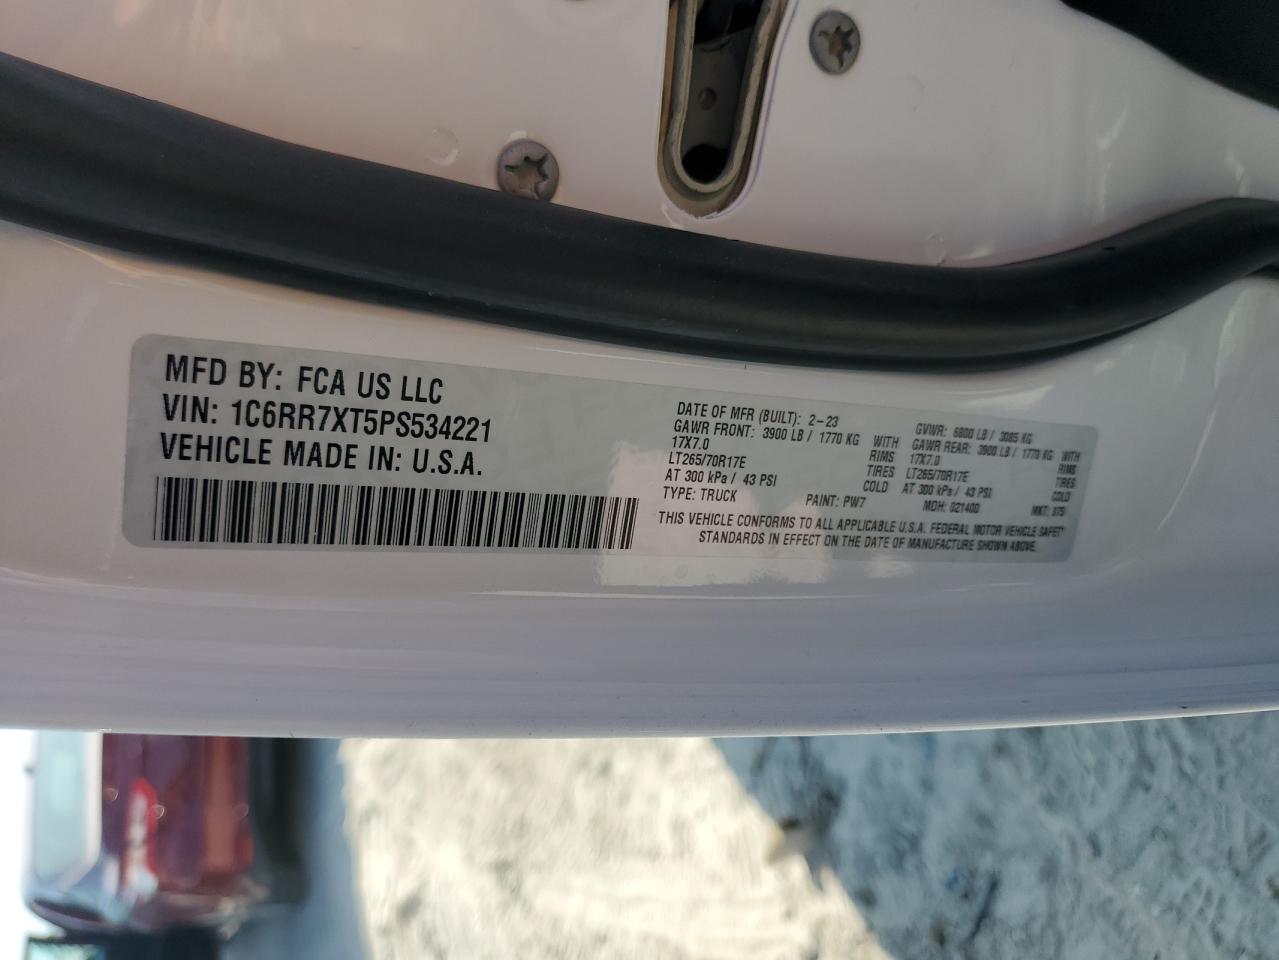 MFD BY: FCA US LLC
VIN: 1C6RR7XT5PS534221
VEHICLE MADE IN: U.S.A.
DATE OF MFR (BUILT): 2-23
GAWR FRONT: 3900 LB / 1770 KG WITH
17X7.0 RIMS
LT265/70R17E TIRES
AT 300 kPa / 43 PSI COLD
TYPE: TRUCK PAINT: PW7
GVWR: 6800 LB / 3085 KG
GAWR REAR: 3900 LB / 1770 KG WITH
17X7.0 RIMS
LT265/70R17E TIRES
AT 300 kPa / 43 PSI COLD
MDH: 021400 MKT: 875
THIS VEHICLE CONFORMS TO ALL APPLICABLE U.S.A. FEDERAL MOTOR VEHICLE SAFETY
STANDARDS IN EFFECT ON THE DATE OF MANUFACTURE SHOWN ABOVE.